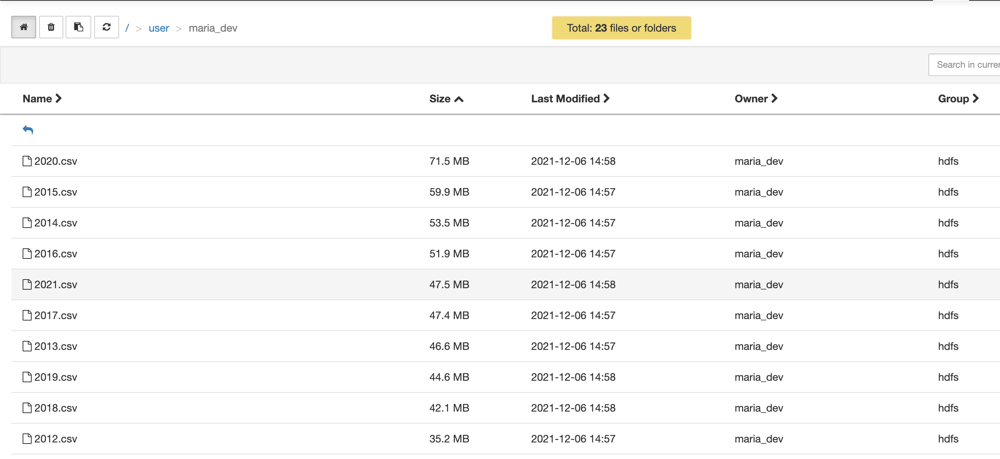 / > user > maria_dev
Total: 23 files or folders
Search in curre
Name Size Last Modified Owner Group
2020.csv 71.5 MB 2021-12-06 14:58 maria_dev hdfs
2015.csv 59.9 MB 2021-12-06 14:57 maria_dev hdfs
2014.csv 53.5 MB 2021-12-06 14:57 maria_dev hdfs
2016.csv 51.9 MB 2021-12-06 14:57 maria_dev hdfs
2021.csv 47.5 MB 2021-12-06 14:58 maria_dev hdfs
2017.csv 47.4 MB 2021-12-06 14:57 maria_dev hdfs
2013.csv 46.6 MB 2021-12-06 14:57 maria_dev hdfs
2019.csv 44.6 MB 2021-12-06 14:58 maria_dev hdfs
2018.csv 42.1 MB 2021-12-06 14:58 maria_dev hdfs
2012.csv 35.2 MB 2021-12-06 14:57 maria_dev hdfs